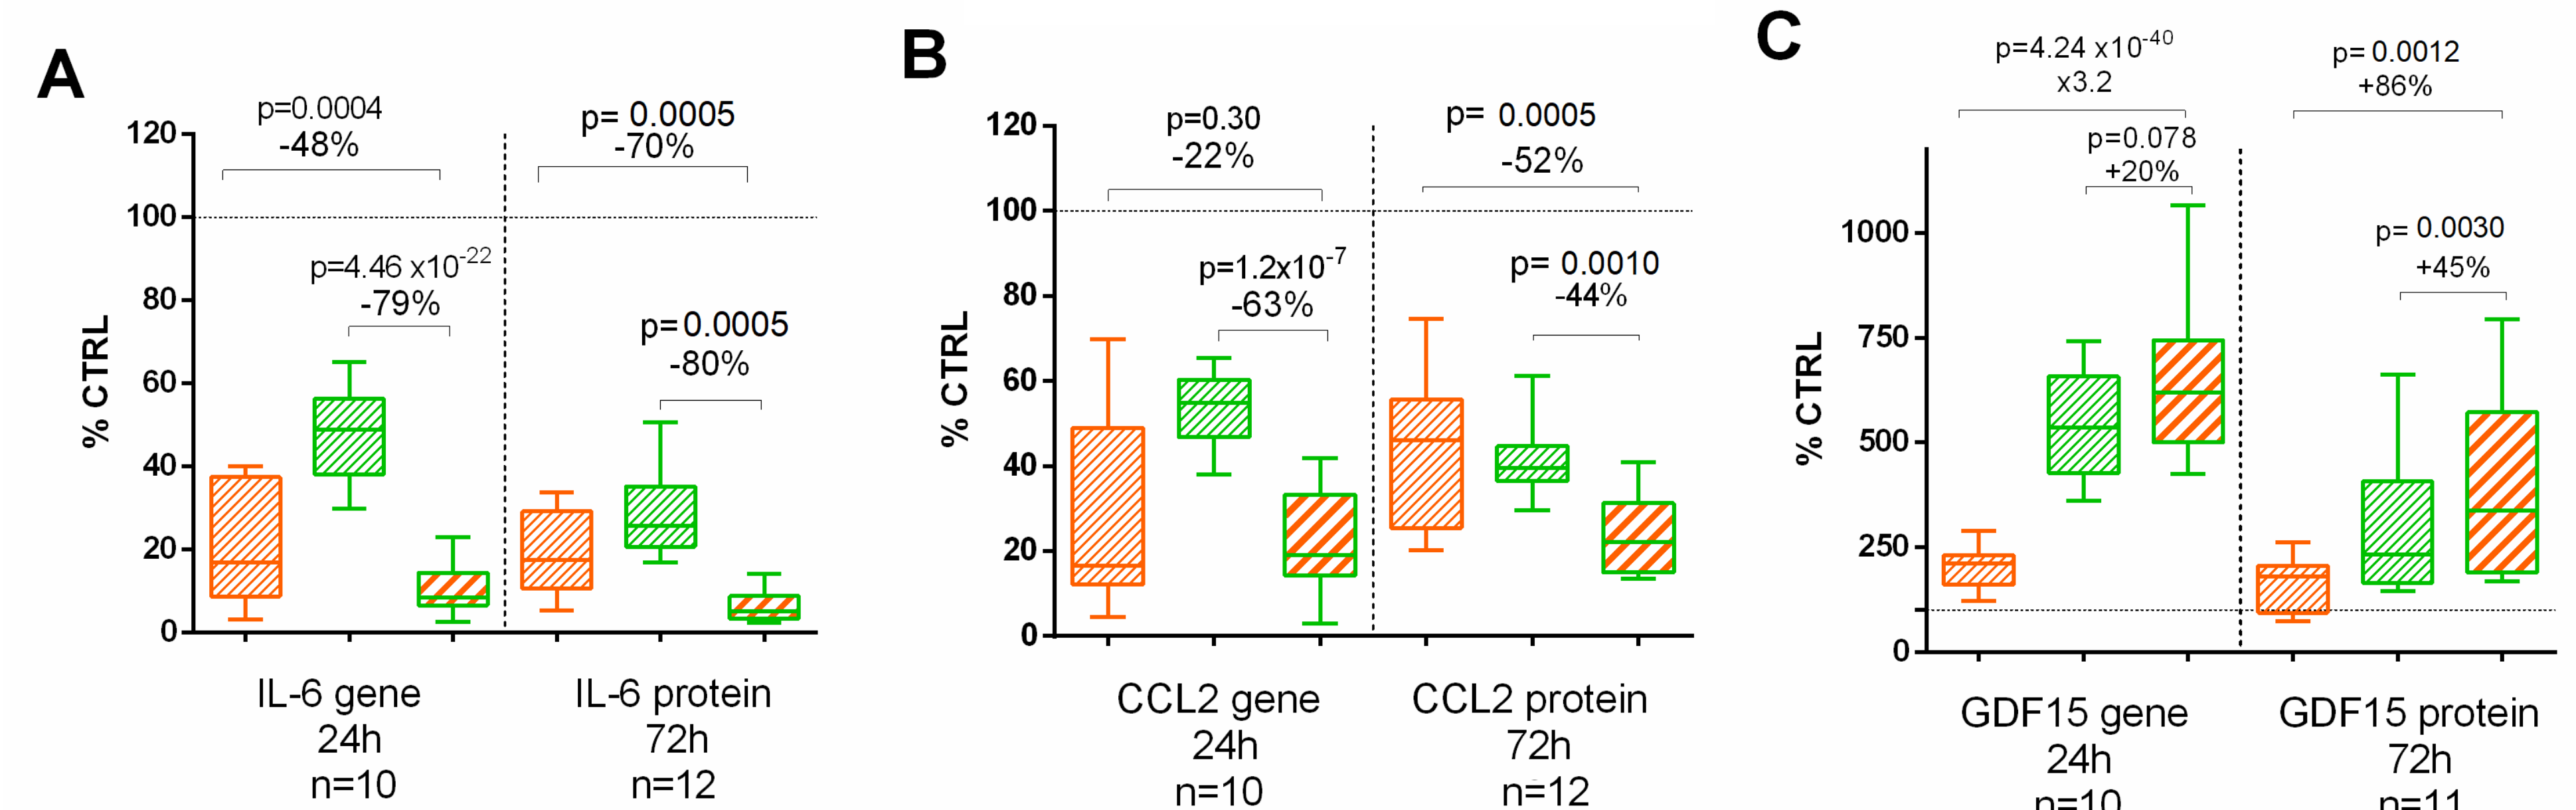 A
p=0.0004
-48%
p= 0.0005
-70%
120
100
80
60
40
20
0
% CTRL
p=4.46 x10-22
-79%
p= 0.0005
-80%
IL-6 gene
24h
n=10
IL-6 protein
72h
n=12
B
p=0.30
-22%
p= 0.0005
-52%
120
100
80
60
40
20
0
% CTRL
p=1.2x10-7
-63%
p= 0.0010
-44%
CCL2 gene
24h
n=10
CCL2 protein
72h
n=12
C
p=4.24 x10-40
x3.2
p= 0.0012
+86%
p=0.078
+20%
p= 0.0030
+45%
1000
750
500
250
0
% CTRL
GDF15 gene
24h
n=10
GDF15 protein
72h
n=11